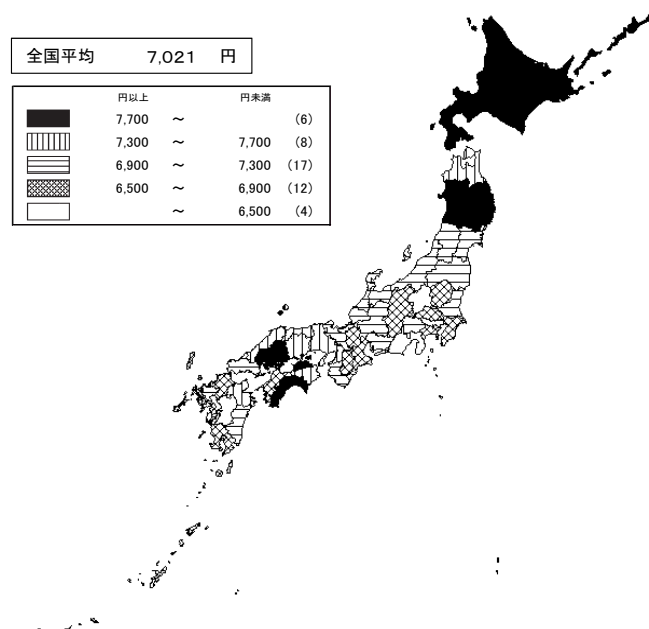 全国平均 7,021 円
円以上 円未満
7,700 ～ (6)
7,300 ～ 7,700 (8)
6,900 ～ 7,300 (17)
6,500 ～ 6,900 (12)
～ 6,500 (4)